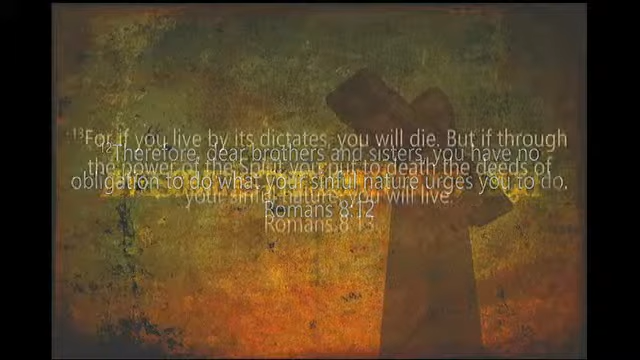 ¹³For if you live by its dictates, you will die. But if through
the power of the Spirit you put to death the deeds of
your sinful nature, you will live.
Romans 8:13
¹²Therefore, dear brothers and sisters, you have no
obligation to do what your sinful nature urges you to do.
Romans 8:12